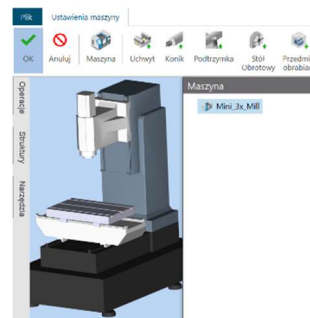 Plik Ustawienia maszyny
OK Anuluj Maszyna Uchwyt Konik Podtrzymka Stół Obrotowy Przedmi obrabia
Operacje
Struktury
Narzędzia
Maszyna
Mini_3x_Mill